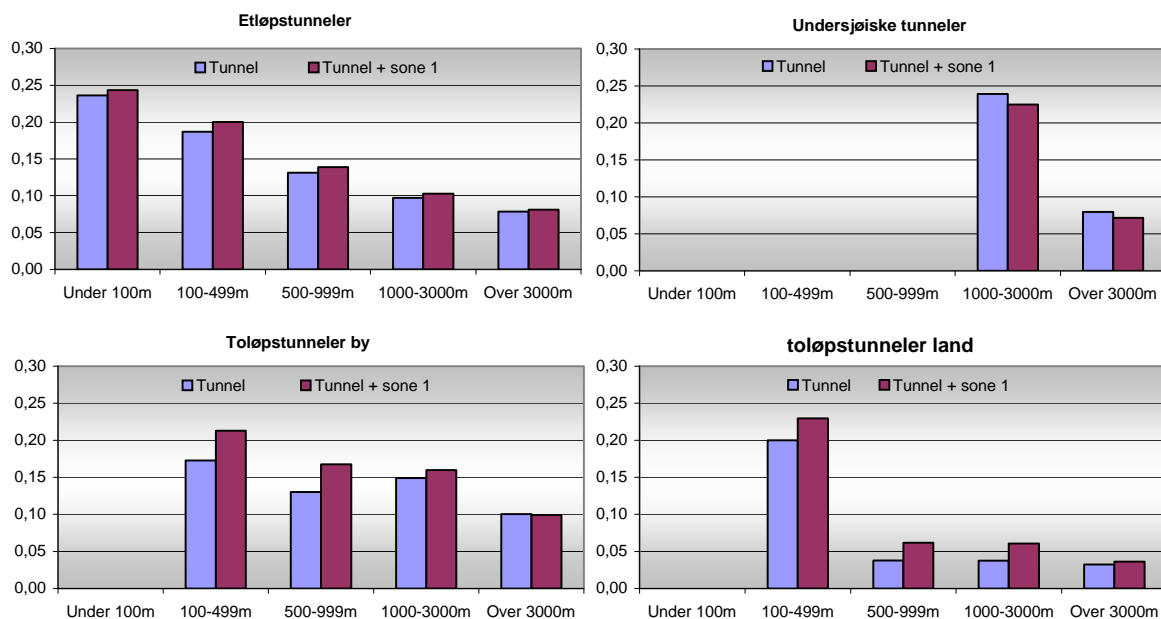 Etløpstunneler
0,30
0,25
0,20
0,15
0,10
0,05
0,00
Tunnel
Tunnel + sone 1
Under 100m
100-499m
500-999m
1000-3000m
Over 3000m
Undersjøiske tunneler
0,30
0,25
0,20
0,15
0,10
0,05
0,00
Tunnel
Tunnel + sone 1
Under 100m
100-499m
500-999m
1000-3000m
Over 3000m
Toløpstunneler by
0,30
0,25
0,20
0,15
0,10
0,05
0,00
Tunnel
Tunnel + sone 1
Under 100m
100-499m
500-999m
1000-3000m
Over 3000m
toløpstunneler land
0,30
0,25
0,20
0,15
0,10
0,05
0,00
Tunnel
Tunnel + sone 1
Under 100m
100-499m
500-999m
1000-3000m
Over 3000m